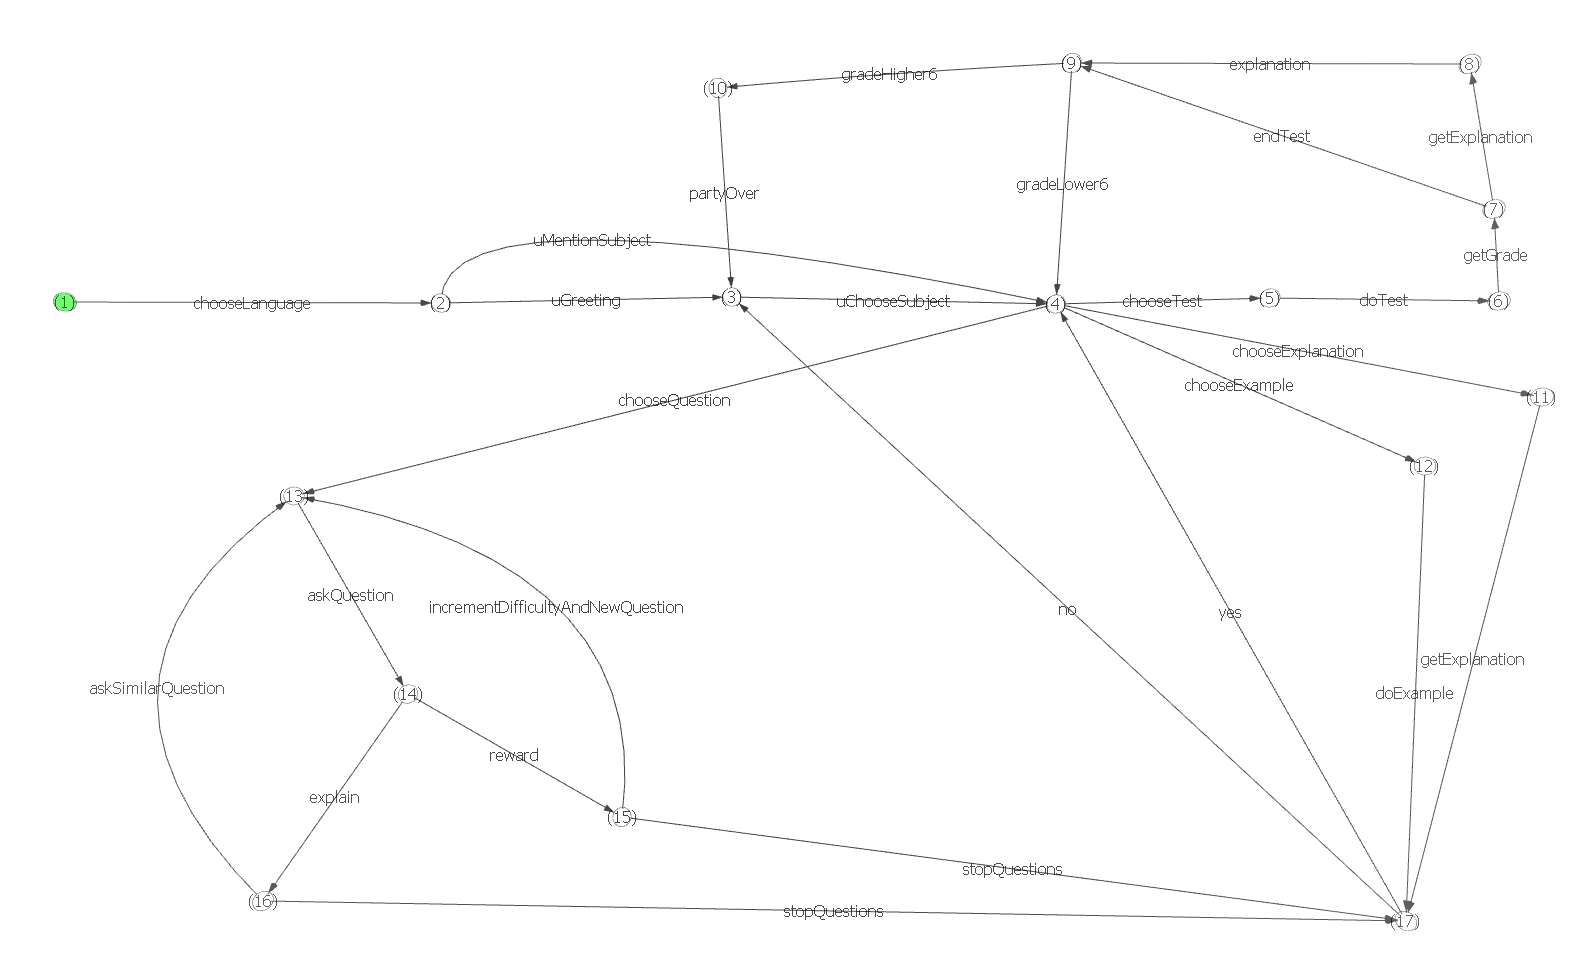 (9)
(8)
explanation
gradeHigher6
(10)
endTest
getExplanation
gradeLower6
partyOver
(7)
uMentionSubject
getGrade
(1)
chooseLanguage
(2)
uGreeting
(3)
uChooseSubject
(4)
chooseTest
(5)
doTest
(6)
chooseExplanation
chooseExample
chooseQuestion
(11)
(12)
(13)
askQuestion
incrementDifficultyAndNewQuestion
no
yes
getExplanation
askSimilarQuestion
(14)
doExample
reward
explain
(15)
stopQuestions
(16)
stopQuestions
(17)